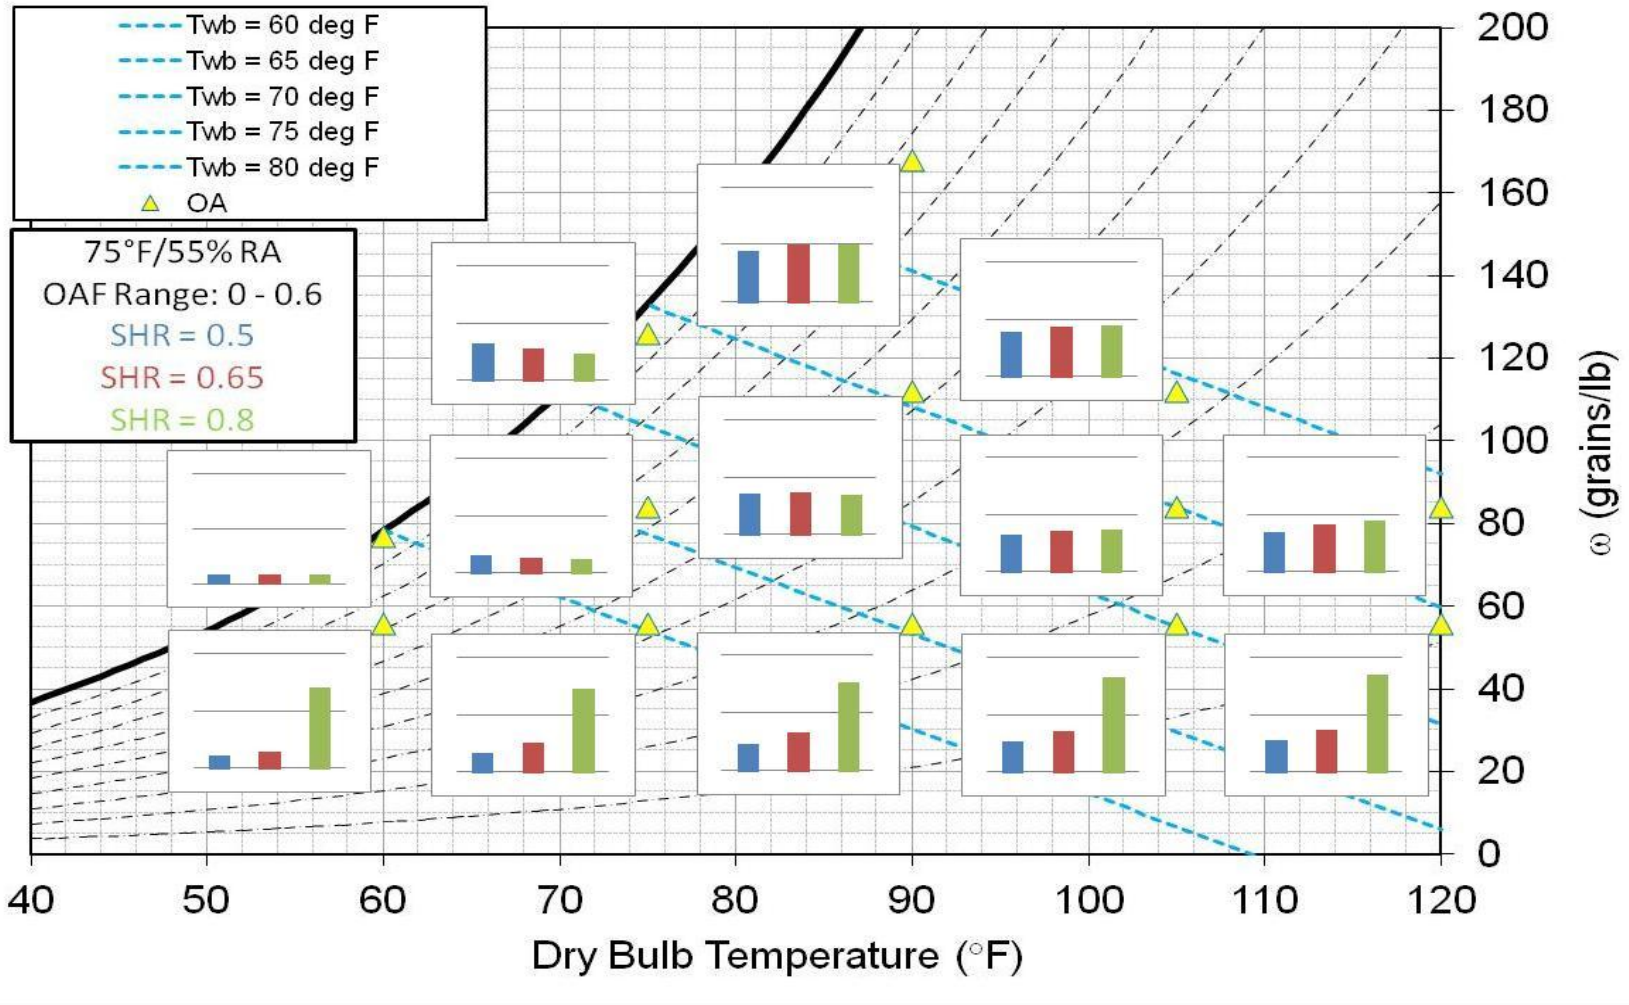 Twb = 60 deg F
Twb = 65 deg F
Twb = 70 deg F
Twb = 75 deg F
Twb = 80 deg F
OA
75°F/55% RA
OAF Range: 0 - 0.6
SHR = 0.5
SHR = 0.65
SHR = 0.8
200
180
160
140
120
100
80
60
40
20
0
ω (grains/lb)
40 50 60 70 80 90 100 110 120
Dry Bulb Temperature (°F)